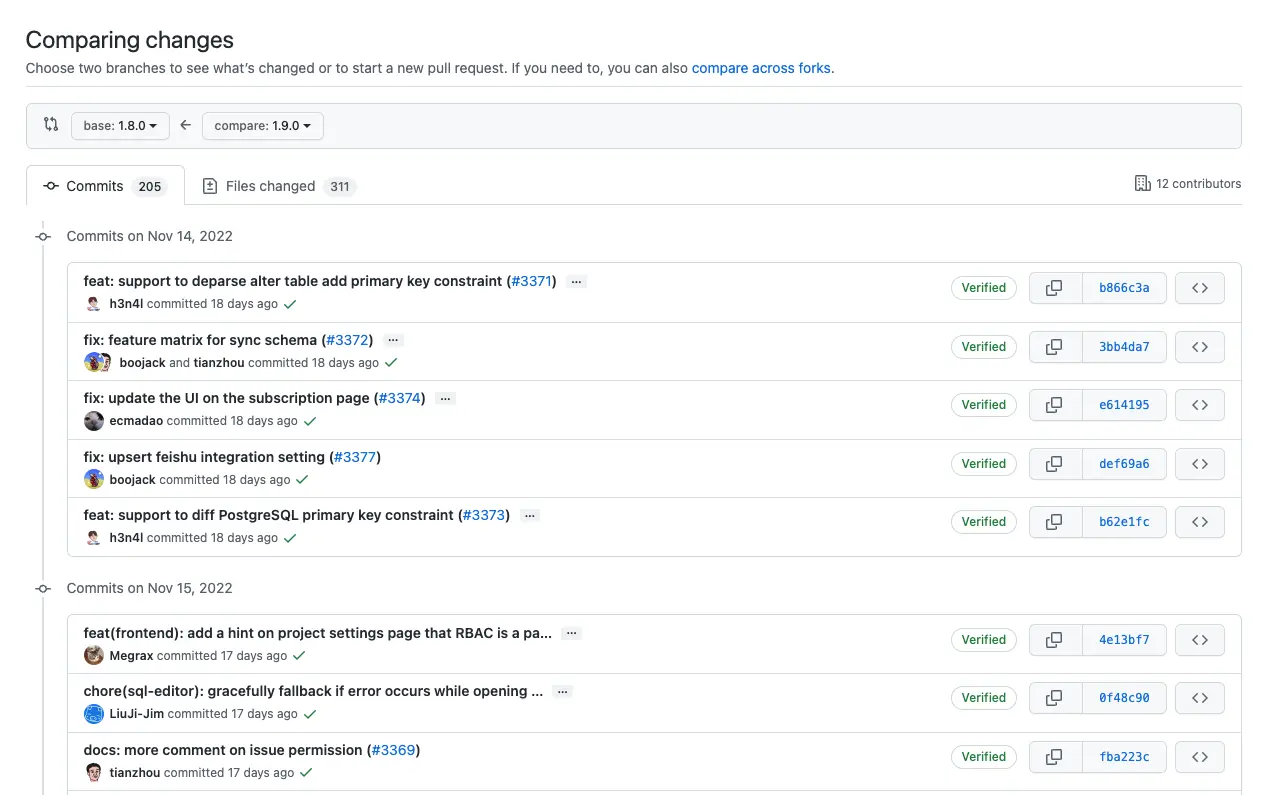 Comparing changes
Choose two branches to see what's changed or to start a new pull request. If you need to, you can also compare across forks.
base: 1.8.0 compare: 1.9.0
Commits 205 Files changed 311 12 contributors
Commits on Nov 14, 2022
feat: support to deparse alter table add primary key constraint (#3371) ...
h3n4l committed 18 days ago
Verified b866c3a
fix: feature matrix for sync schema (#3372) ...
boojack and tianzhou committed 18 days ago
Verified 3bb4da7
fix: update the UI on the subscription page (#3374) ...
ecmadao committed 18 days ago
Verified e614195
fix: upsert feishu integration setting (#3377)
boojack committed 18 days ago
Verified def69a6
feat: support to diff PostgreSQL primary key constraint (#3373) ...
h3n4l committed 18 days ago
Verified b62e1fc
Commits on Nov 15, 2022
feat(frontend): add a hint on project settings page that RBAC is a pa... ...
Megrax committed 17 days ago
Verified 4e13bf7
chore(sql-editor): gracefully fallback if error occurs while opening ... ...
LiuJi-Jim committed 17 days ago
Verified 0f48c90
docs: more comment on issue permission (#3369)
tianzhou committed 17 days ago
Verified fba223c